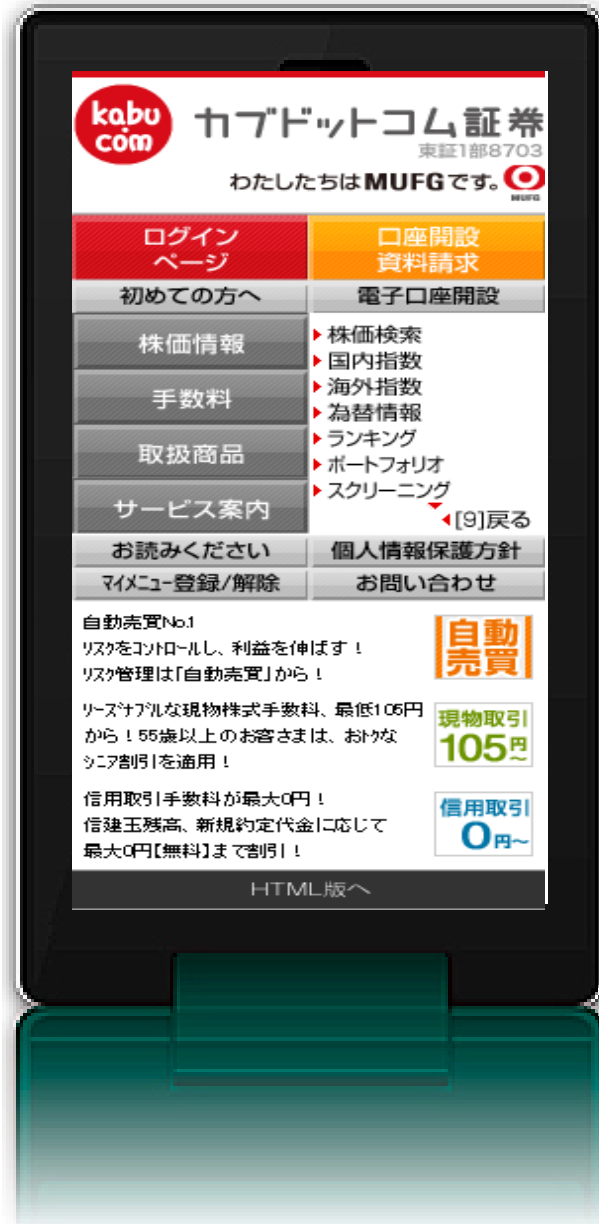 kabu
com
カブドットコム証券
東証1部8703
わたしたちはMUFGです。
MUFG
ログイン
ページ
口座開設
資料請求
初めての方へ
電子口座開設
株価情報
手数料
取扱商品
サービス案内
株価検索
国内指数
海外指数
為替情報
ランキング
ポートフォリオ
スクリーニング
[9]戻る
お読みください
個人情報保護方針
ﾏｲﾒﾆｭｰ登録/解除
お問い合わせ
自動売買No.1
ﾘｽｸをｺﾝﾄﾛｰﾙし、利益を伸ばす！
ﾘｽｸ管理は｢自動売買｣から！
自動
売買
ﾘｰｽﾞﾅﾌﾞﾙな現物株式手数料、最低105円
から！55歳以上のお客さまは、おﾄｸな
ｼﾆｱ割引を適用！
現物取引
105円～
信用取引手数料が最大0円！
信建玉残高、新規約定代金に応じて
最大0円【無料】まで割引！
信用取引
0円～
HTML版へ